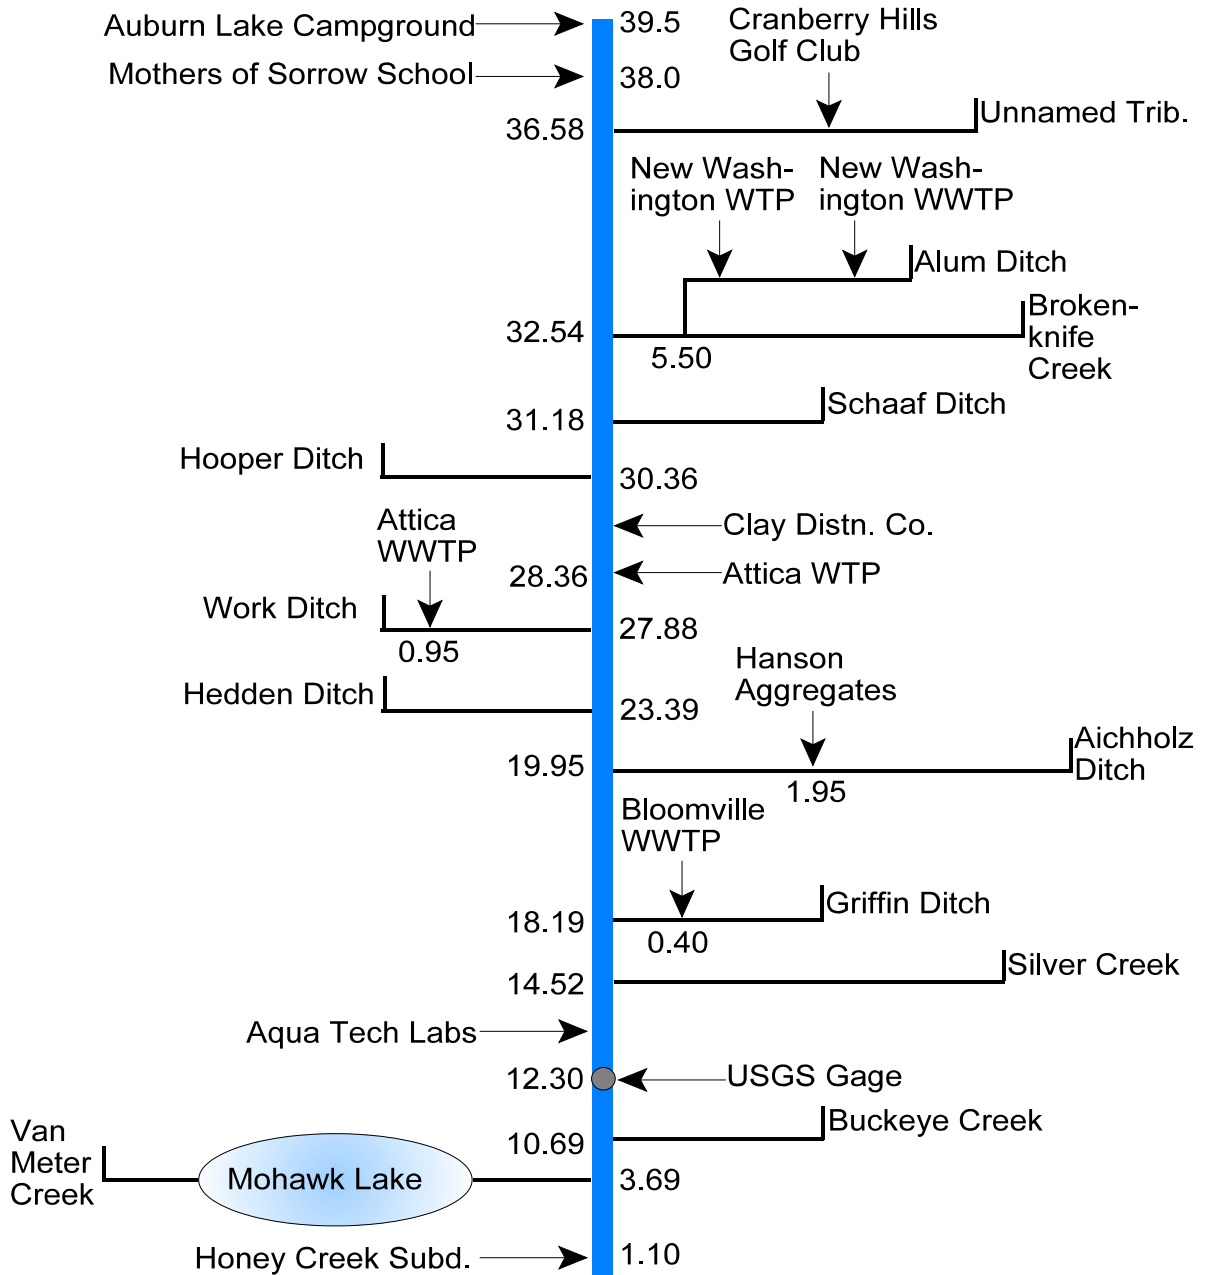 Auburn Lake Campground
39.5
Cranberry Hills
Golf Club
Mothers of Sorrow School
38.0
36.58
Unnamed Trib.
New Wash-
ington WTP
New Wash-
ington WWTP
Alum Ditch
32.54
5.50
Broken-
knife
Creek
31.18
Schaaf Ditch
Hooper Ditch
30.36
Clay Distn. Co.
Attica
WWTP
28.36
Attica WTP
Work Ditch
0.95
27.88
Hanson
Aggregates
Hedden Ditch
23.39
19.95
1.95
Aichholz
Ditch
Bloomville
WWTP
18.19
0.40
Griffin Ditch
14.52
Silver Creek
Aqua Tech Labs
12.30
USGS Gage
10.69
Buckeye Creek
Van
Meter
Creek
Mohawk Lake
3.69
Honey Creek Subd.
1.10